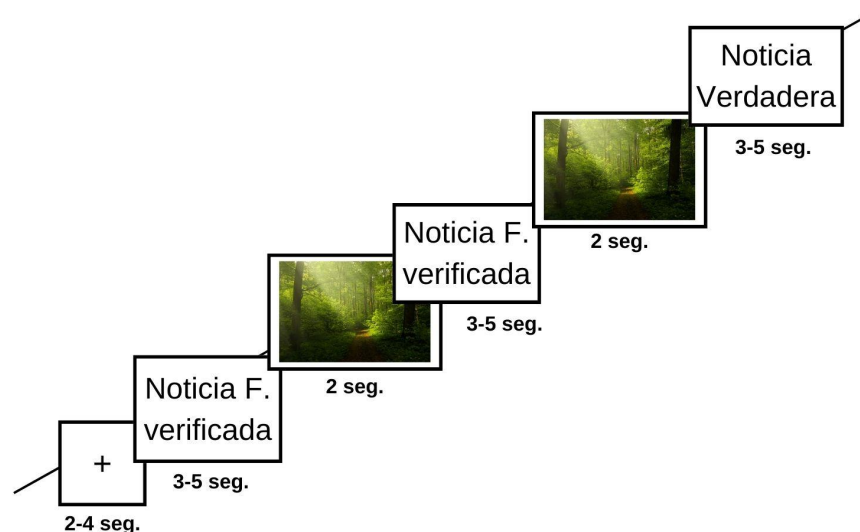 +
2-4 seg.
Noticia F.
verificada
3-5 seg.
2 seg.
Noticia F.
verificada
3-5 seg.
2 seg.
Noticia
Verdadera
3-5 seg.